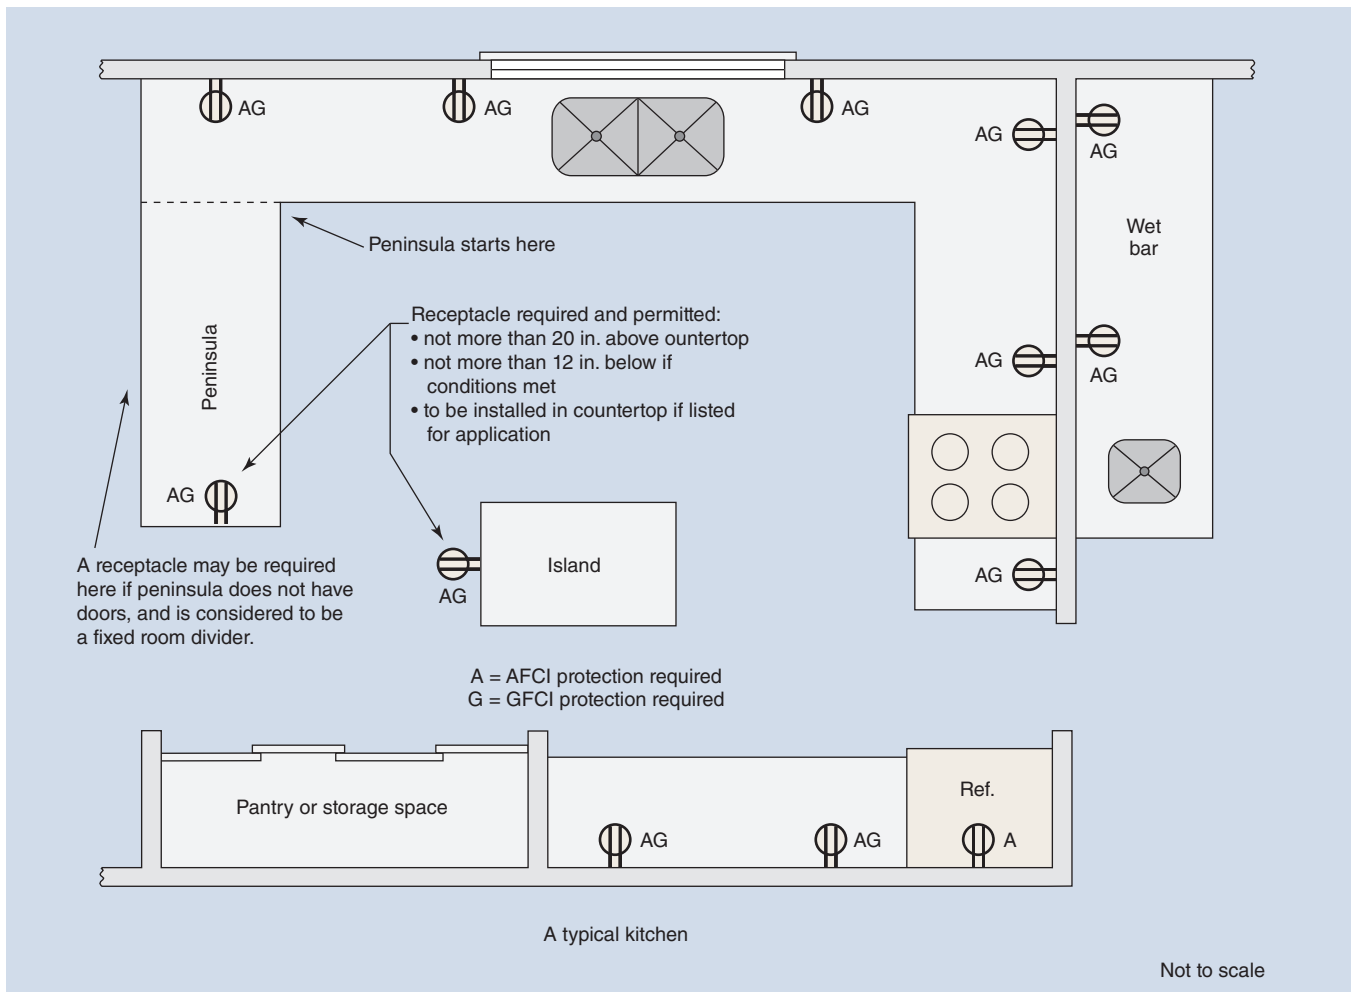 AG
AG
AG
AG
AG
Wet
bar
Peninsula starts here
Receptacle required and permitted:
• not more than 20 in. above ountertop
• not more than 12 in. below if
conditions met
• to be installed in countertop if listed
for application
Peninsula
AG
AG
AG
A receptacle may be required
here if peninsula does not have
doors, and is considered to be
a fixed room divider.
Island
AG
AG
A = AFCI protection required
G = GFCI protection required
Pantry or storage space
AG
AG
Ref.
A
A typical kitchen
Not to scale